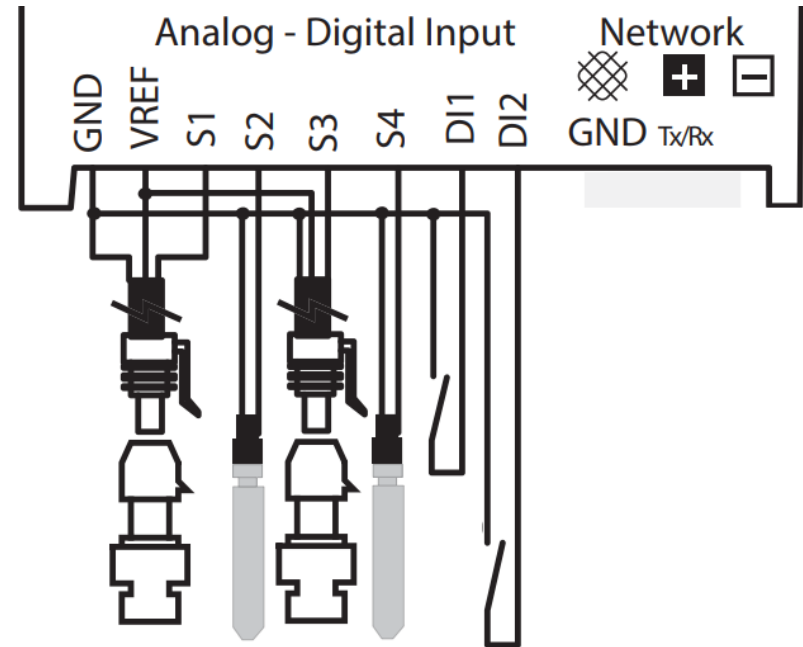 Analog - Digital Input
Network
GND
VREF
S1
S2
S3
S4
DI1
DI2
+
-
GND Tx/Rx